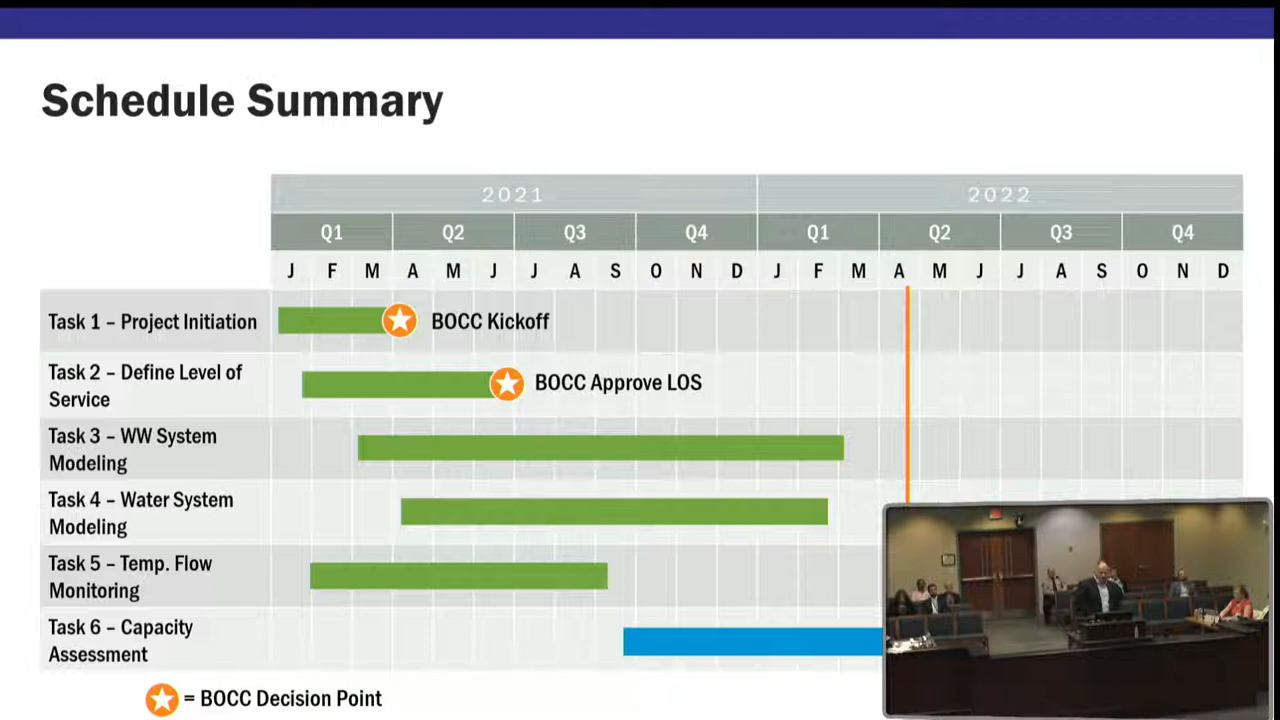 Schedule Summary
2021 2022
Q1 Q2 Q3 Q4 Q1 Q2 Q3 Q4
J F M A M J J A S O N D J F M A M J J A S O N D
Task 1 – Project Initiation
BOCC Kickoff
Task 2 – Define Level of
Service
BOCC Approve LOS
Task 3 – WW System
Modeling
Task 4 – Water System
Modeling
Task 5 – Temp. Flow
Monitoring
Task 6 – Capacity
Assessment
= BOCC Decision Point